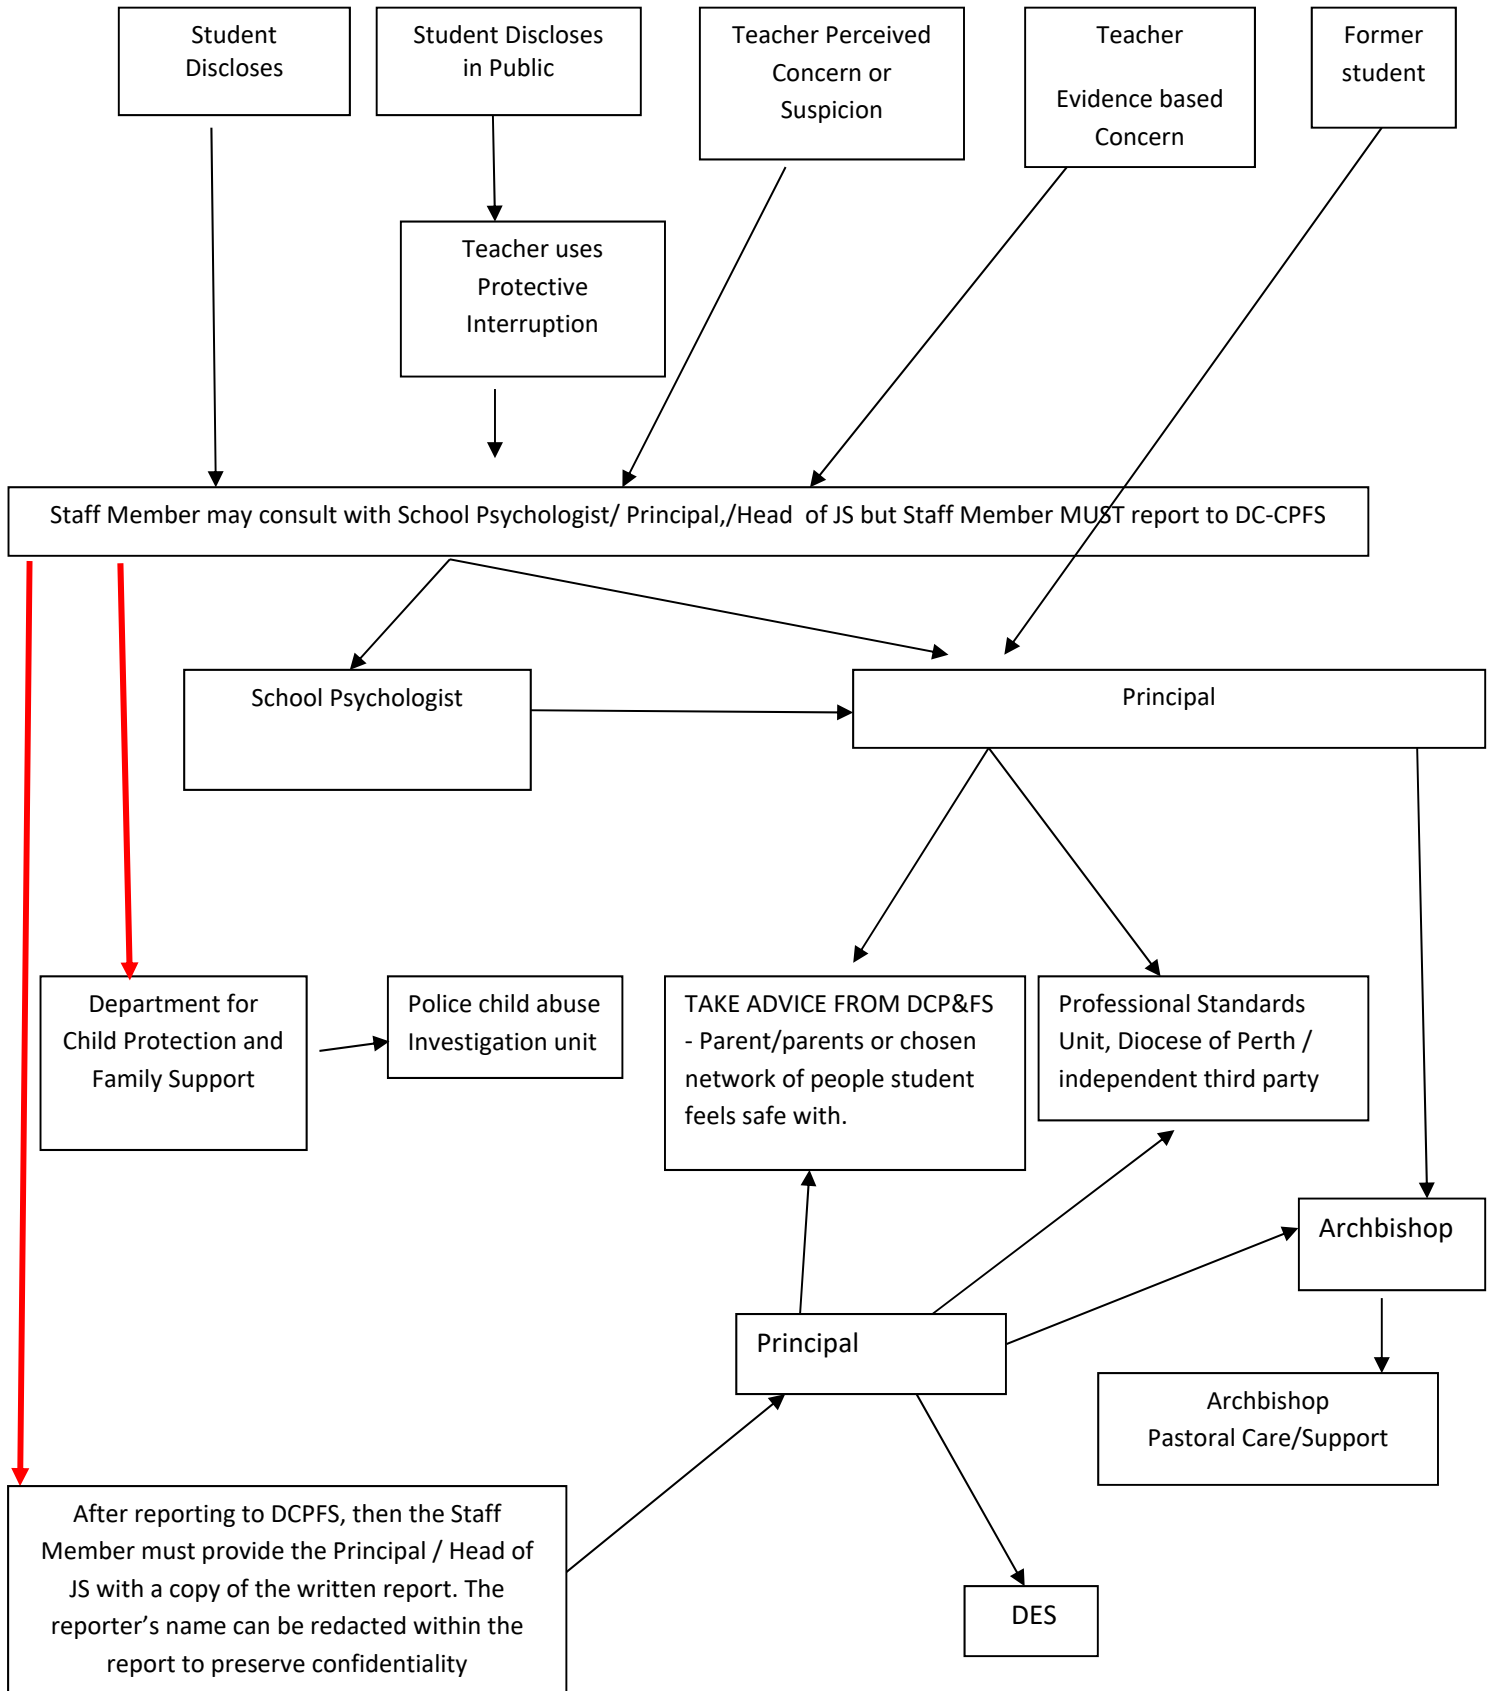 Student
Discloses
Student Discloses
in Public
Teacher Perceived
Concern or
Suspicion
Teacher
Evidence based
Concern
Former
student
Teacher uses
Protective
Interruption
Staff Member may consult with School Psychologist/ Principal,/Head  of JS but Staff Member MUST report to DC-CPFS
School Psychologist
Principal
Department for
Child Protection and
Family Support
Police child abuse
Investigation unit
TAKE ADVICE FROM DCP&FS
- Parent/parents or chosen
network of people student
feels safe with.
Professional Standards
Unit, Diocese of Perth /
independent third party
Archbishop
Principal
Archbishop
Pastoral Care/Support
After reporting to DCPFS, then the Staff
Member must provide the Principal / Head of
JS with a copy of the written report. The
reporter’s name can be redacted within the
report to preserve confidentiality
DES